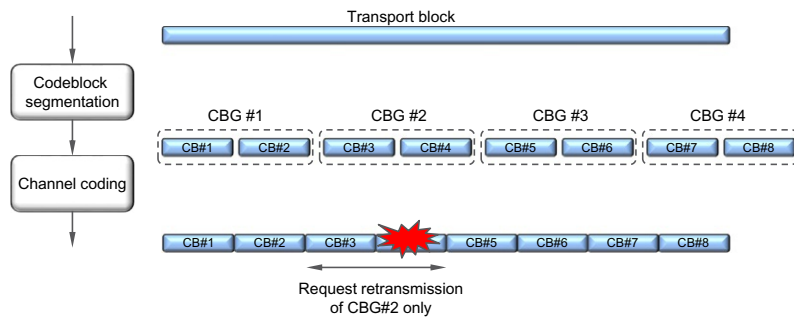 Transport block
Codeblock
segmentation
CBG #1
CBG #2
CBG #3
CBG #4
CB#1
CB#2
CB#3
CB#4
CB#5
CB#6
CB#7
CB#8
Channel coding
CB#1
CB#2
CB#3
CB#5
CB#6
CB#7
CB#8
Request retransmission
of CBG#2 only